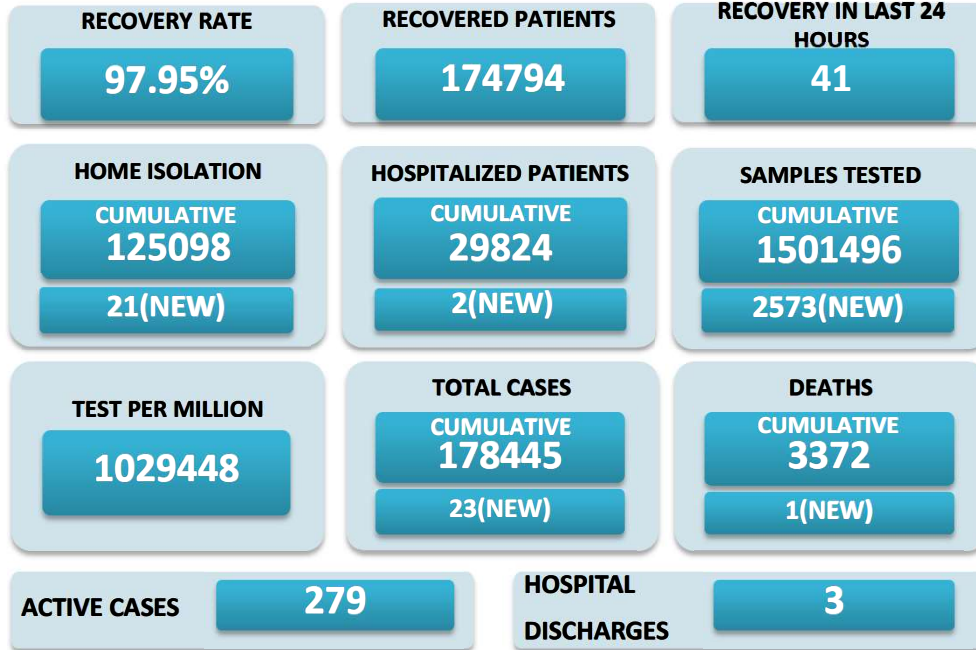 RECOVERY RATE
97.95%
RECOVERED PATIENTS
174794
RECOVERY IN LAST 24
HOURS
41
HOME ISOLATION
CUMULATIVE
125098
21(NEW)
HOSPITALIZED PATIENTS
CUMULATIVE
29824
2(NEW)
SAMPLES TESTED
CUMULATIVE
1501496
2573(NEW)
TEST PER MILLION
1029448
TOTAL CASES
CUMULATIVE
178445
23(NEW)
DEATHS
CUMULATIVE
3372
1(NEW)
ACTIVE CASES
279
HOSPITAL
DISCHARGES
3